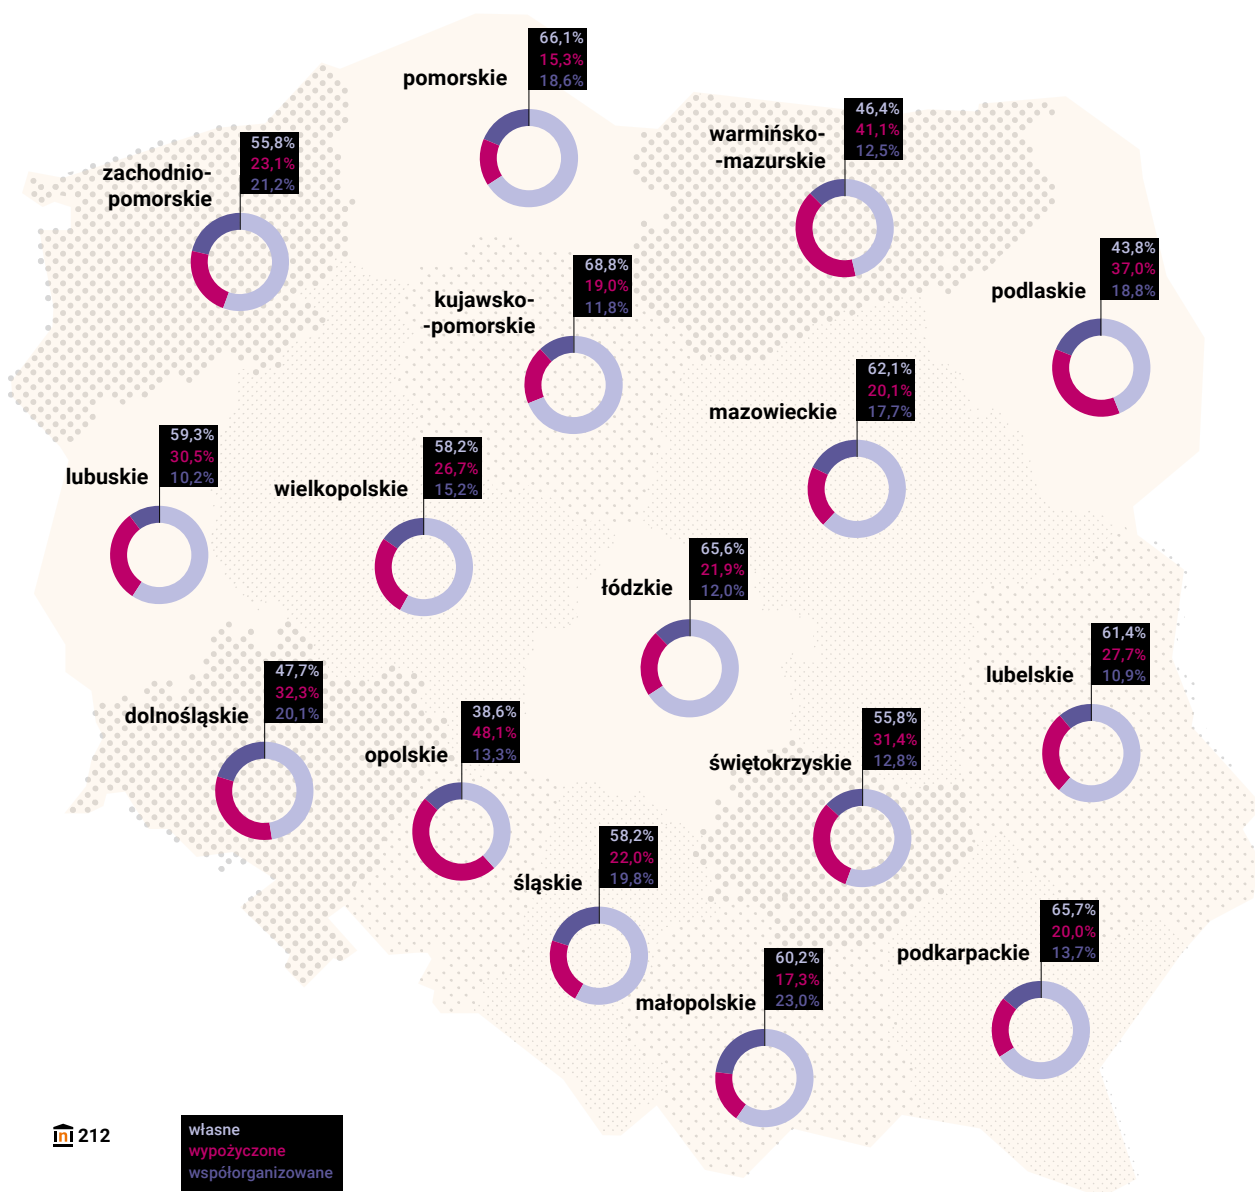 pomorskie
66,1%
15,3%
18,6%
zachodnio-
pomorskie
55,8%
23,1%
21,2%
warmińsko-
-mazurskie
46,4%
41,1%
12,5%
podlaskie
43,8%
37,0%
18,8%
kujawsko-
-pomorskie
68,8%
19,0%
11,8%
mazowieckie
62,1%
20,1%
17,7%
lubuskie
59,3%
30,5%
10,2%
wielkopolskie
58,2%
26,7%
15,2%
łódzkie
65,6%
21,9%
12,0%
lubelskie
61,4%
27,7%
10,9%
dolnośląskie
47,7%
32,3%
20,1%
opolskie
38,6%
48,1%
13,3%
świętokrzyskie
55,8%
31,4%
12,8%
śląskie
58,2%
22,0%
19,8%
małopolskie
60,2%
17,3%
23,0%
podkarpackie
65,7%
20,0%
13,7%
n 212
własne
wypożyczone
współorganizowane